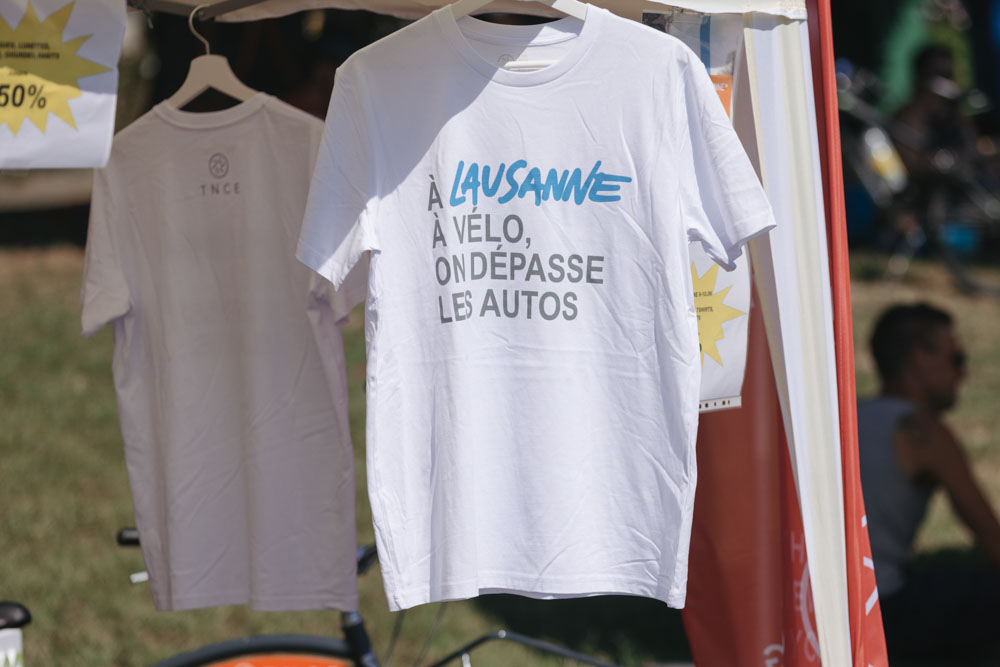 50%
TNCE
À LAUSANNE
À VÉLO,
ON DÉPASSE
LES AUTOS